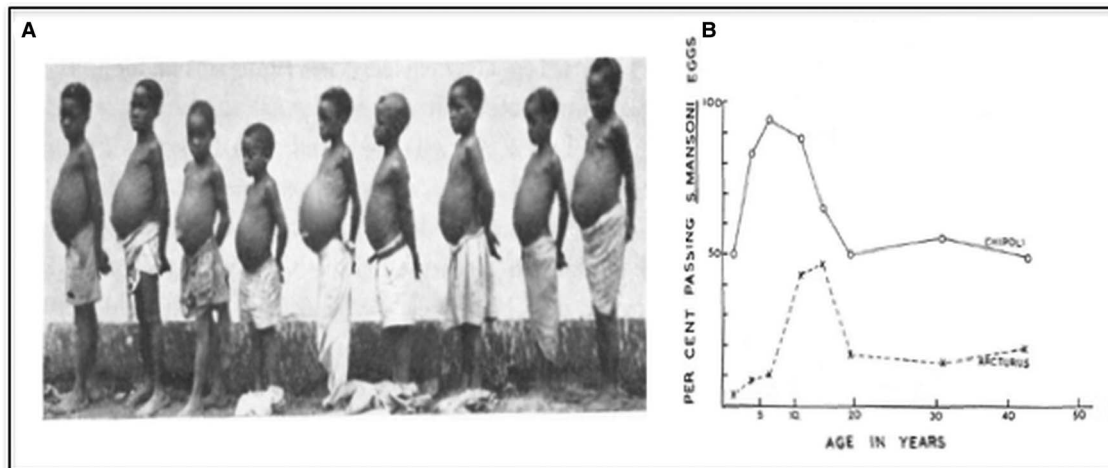 A
B
PER CENT PASSING S. MANSONI EGGS
100
50
CHIPOLI
ARCTURUS
5 10 20 30 40 50
AGE IN YEARS